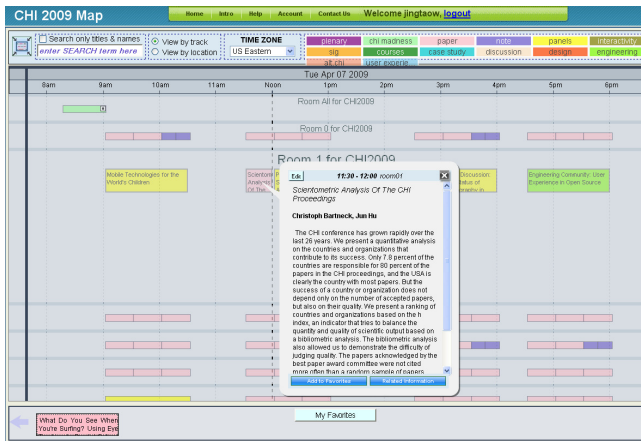 CHI 2009 Map
Home Intro Help Account Contact Us Welcome jingtaow, logout
Search only titles & names
enter SEARCH term here
View by track
View by location
TIME ZONE
US Eastern
plenary chi madness paper note panels interactivity
sig courses case study discussion design engineering
alt.chi user experie
Tue Apr 07 2009
8am 9am 10am 11am Noon 1pm 2pm 3pm 4pm 5pm 6pm
Room All for CHI2009
Room 0 for CHI2009
Room 1 for CHI2009
Mobile Technologies for the
World's Children
Scientom
Analysis
Of The
Edit 11:30 - 12:00 room01
Scientometric Analysis Of The CHI
Proceedings
Christoph Bartneck, Jun Hu
The CHI conference has grown rapidly over the
last 26 years. We present a quantitative analysis
on the countries and organizations that
contribute to its success. Only 7.8 percent of the
countries are responsible for 80 percent of the
papers in the CHI proceedings, and the USA is
clearly the country with most papers. But the
success of a country or organization does not
depend only on the number of accepted papers,
but also on their quality. We present a ranking of
countries and organizations based on the h
index, an indicator that tries to balance the
quantity and quality of scientific output based on
a bibliometric analysis. The bibliometric analysis
also allowed us to demonstrate the difficulty of
judging quality. The papers acknowledged by the
best paper award committee were not cited
more often than a random sample of papers
Add to Favorites Related Information
Discussion:
tatus of
Engineering Community: User
Experience In Open Source
My Favorites
What Do You See When
You're Surfing? Using Eye